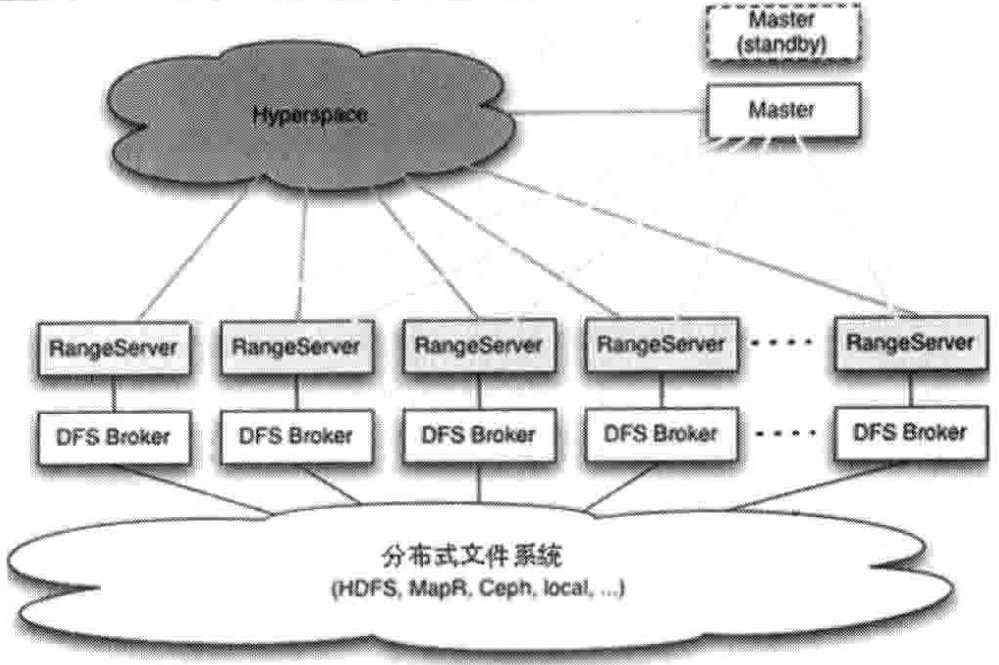 Master
(standby)
Hyperspace
Master
RangeServer
RangeServer
RangeServer
RangeServer
RangeServer
DFS Broker
DFS Broker
DFS Broker
DFS Broker
DFS Broker
分布式文件系统
(HDFS, MapR, Ceph, local, ...)